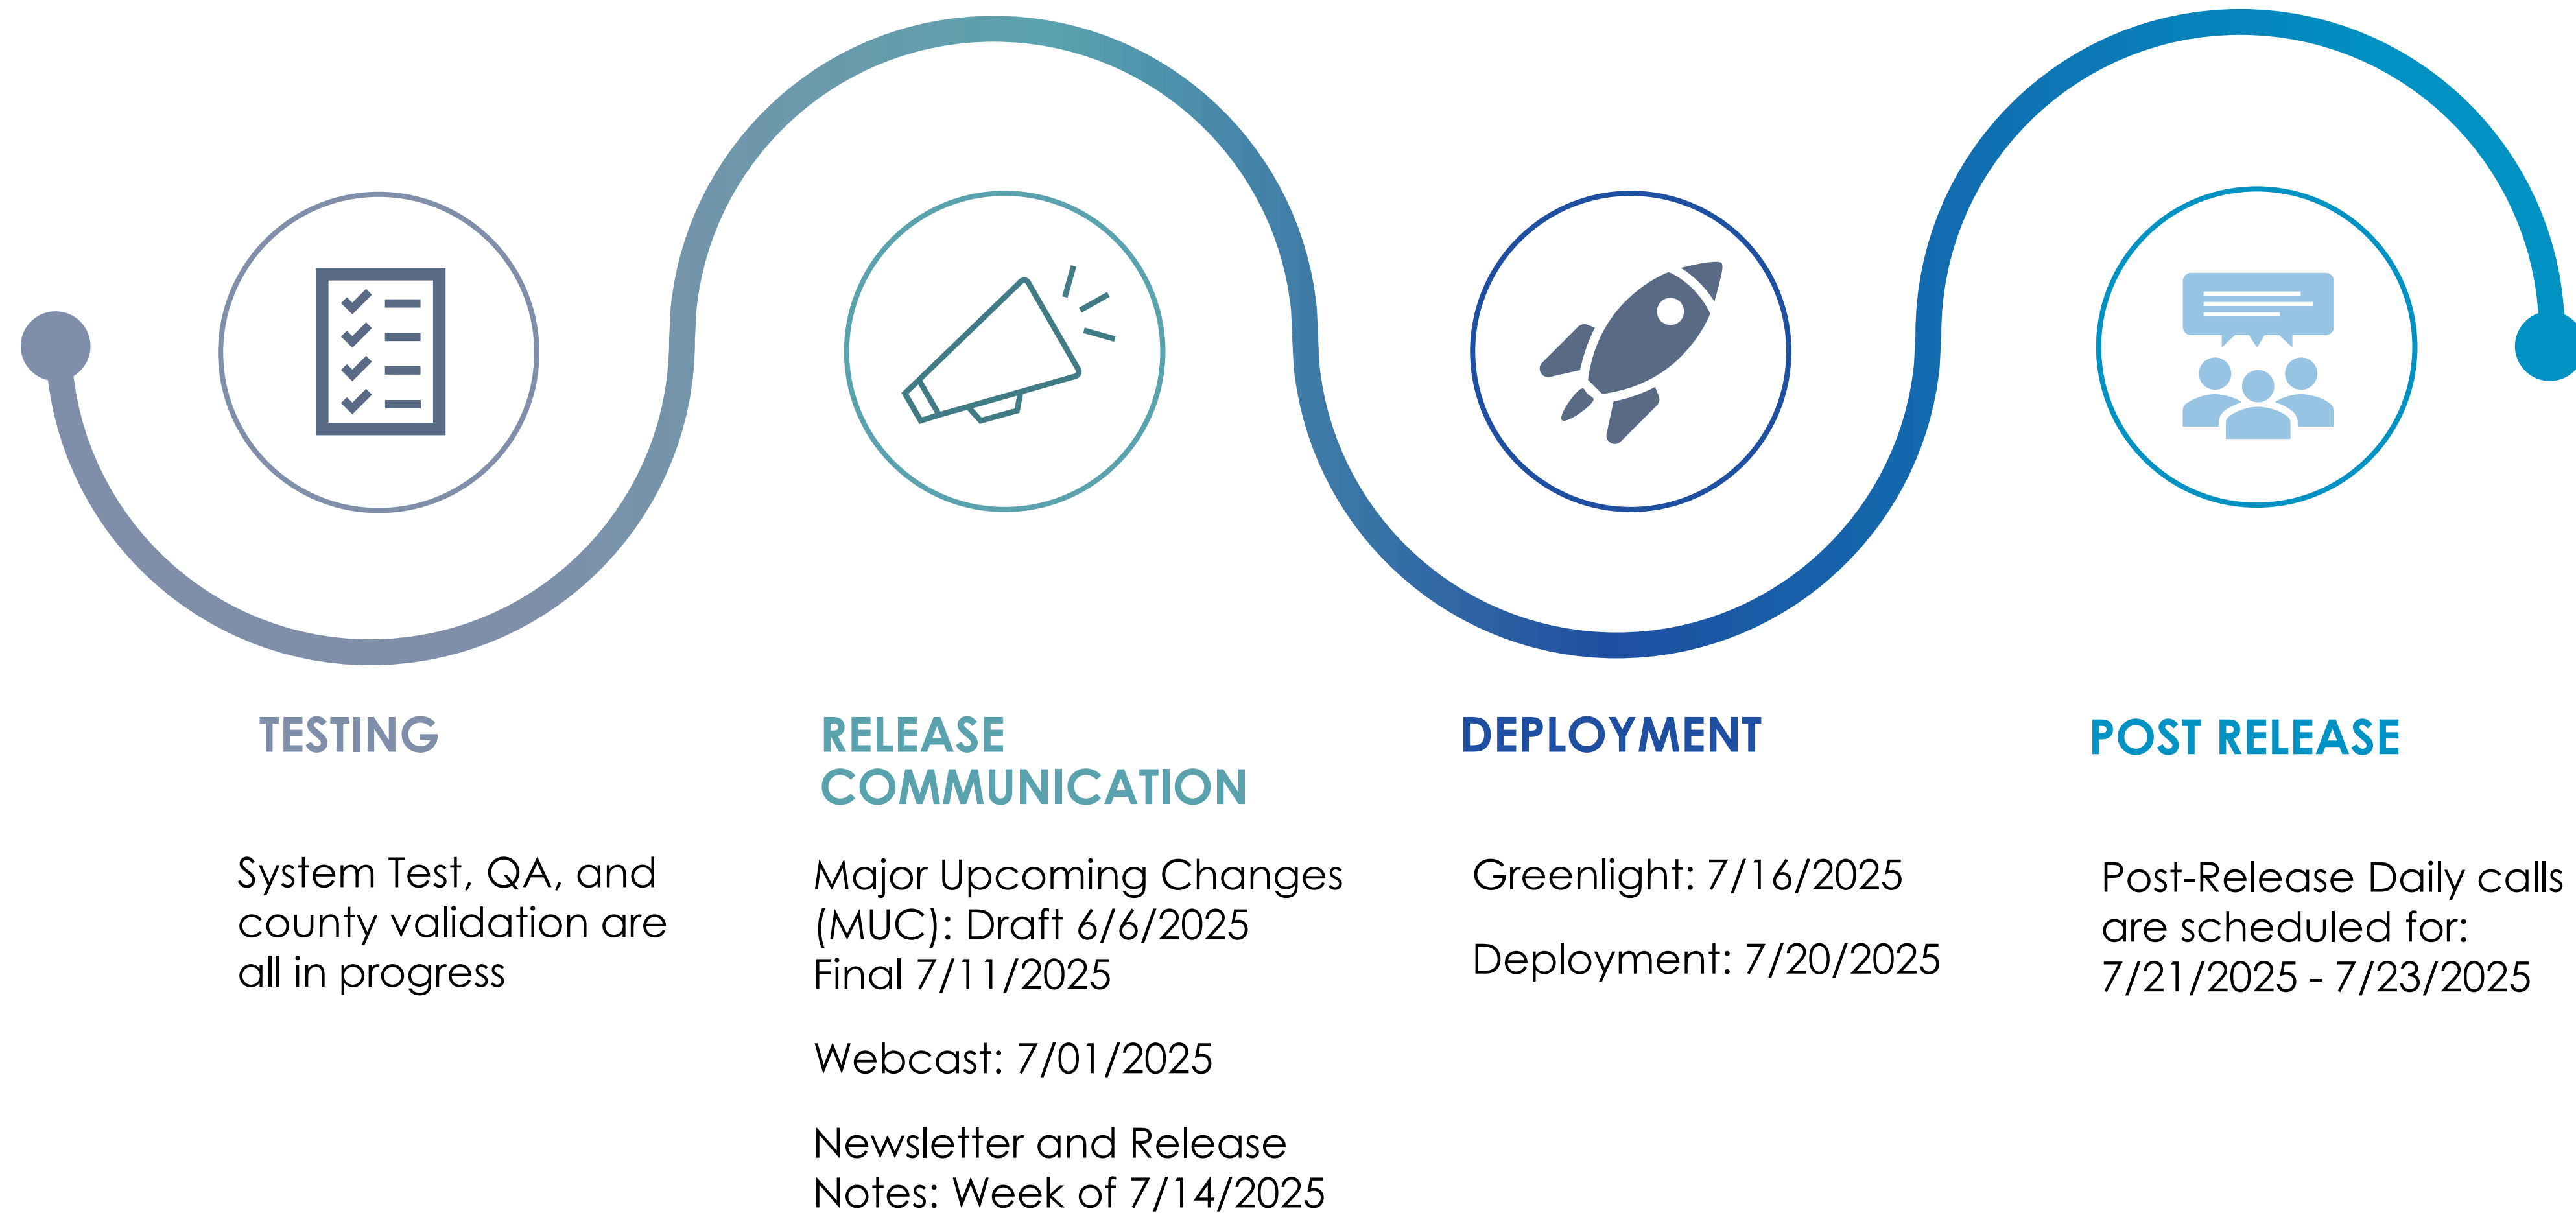 TESTING
System Test, QA, and
county validation are
all in progress
RELEASE
COMMUNICATION
Major Upcoming Changes
(MUC): Draft 6/6/2025
Final 7/11/2025
Webcast: 7/01/2025
Newsletter and Release
Notes: Week of 7/14/2025
DEPLOYMENT
Greenlight: 7/16/2025
Deployment: 7/20/2025
POST RELEASE
Post-Release Daily calls
are scheduled for:
7/21/2025 - 7/23/2025